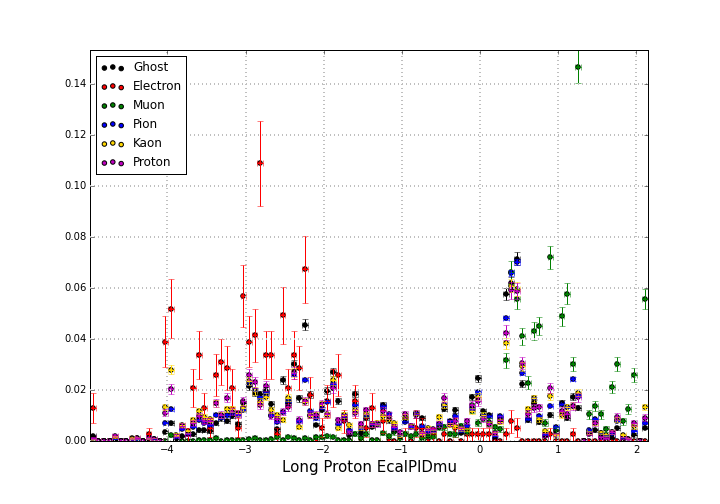 0.14
0.12
0.10
0.08
0.06
0.04
0.02
0.00
Ghost
Electron
Muon
Pion
Kaon
Proton
−4 −3 −2 −1 0 1 2
Long Proton EcalPIDmu